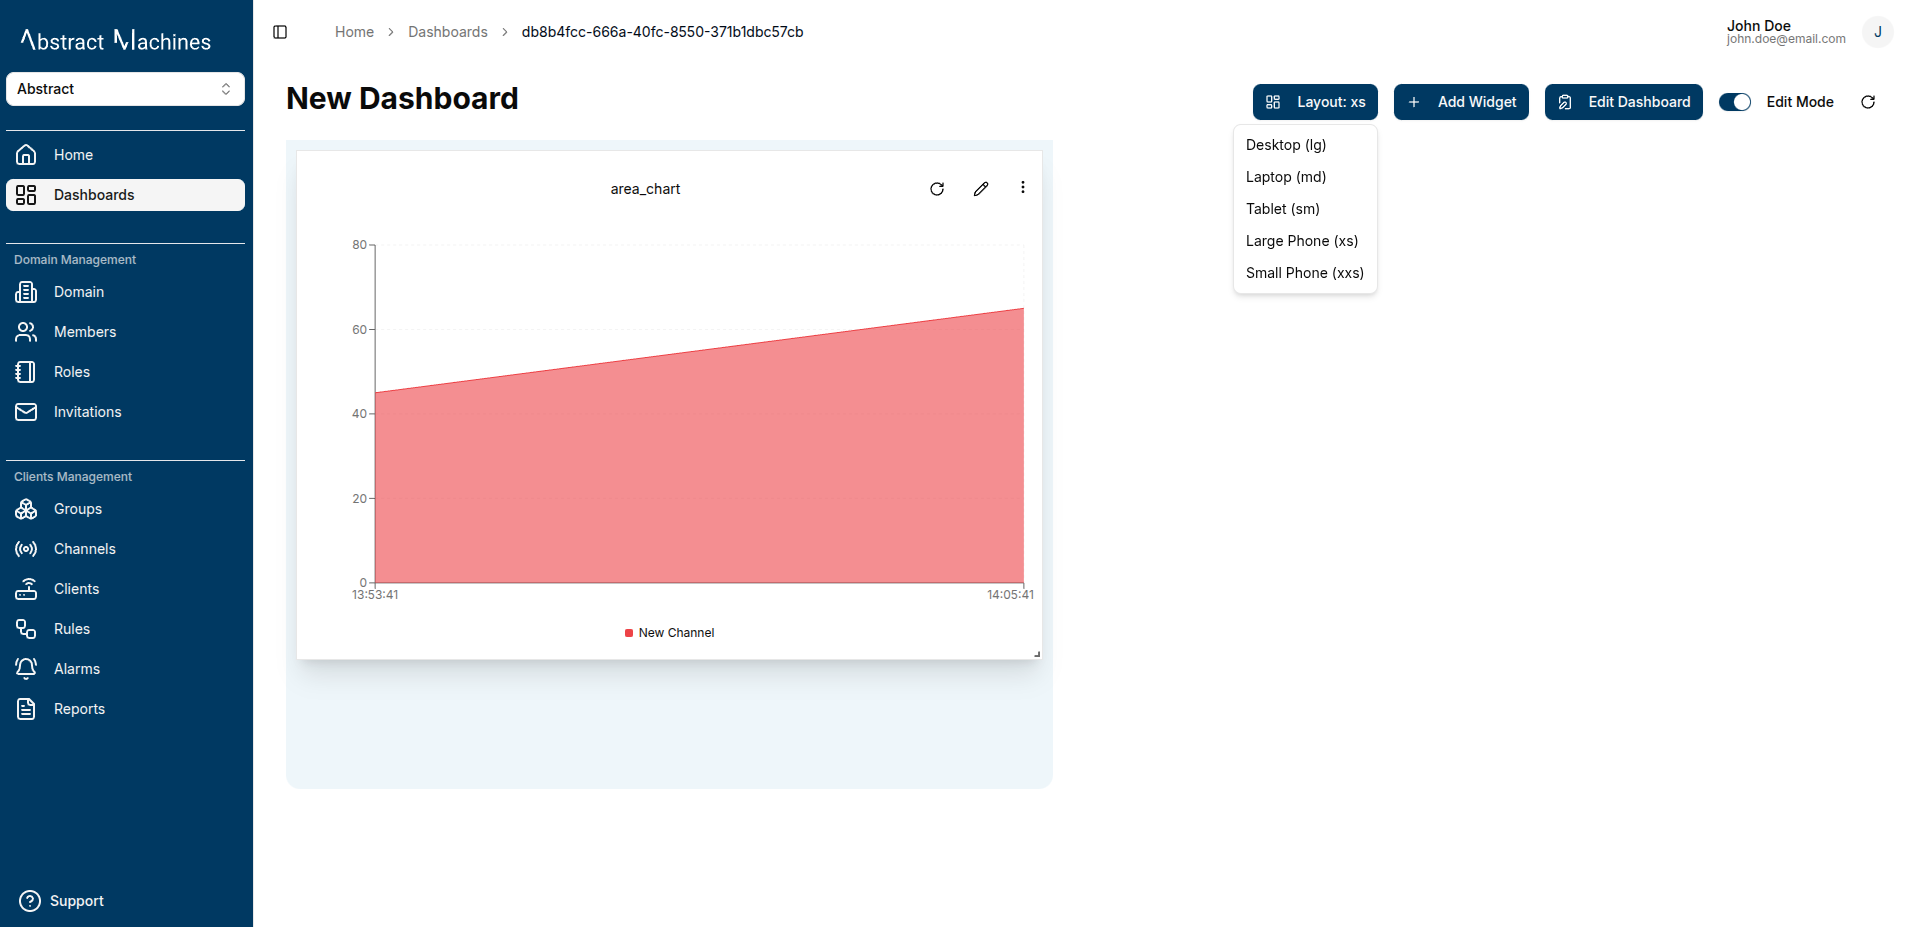 Abstract Machines
Abstract
Home
Dashboards
Domain Management
Domain
Members
Roles
Invitations
Clients Management
Groups
Channels
Clients
Rules
Alarms
Reports
Support
Home > Dashboards > db8b4fcc-666a-40fc-8550-371b1dbc57cb
John Doe
john.doe@email.com
J
New Dashboard
Layout: xs
Add Widget
Edit Dashboard
Edit Mode
Desktop (lg)
Laptop (md)
Tablet (sm)
Large Phone (xs)
Small Phone (xxs)
area_chart
80
60
40
20
0
13:53:41 14:05:41
New Channel